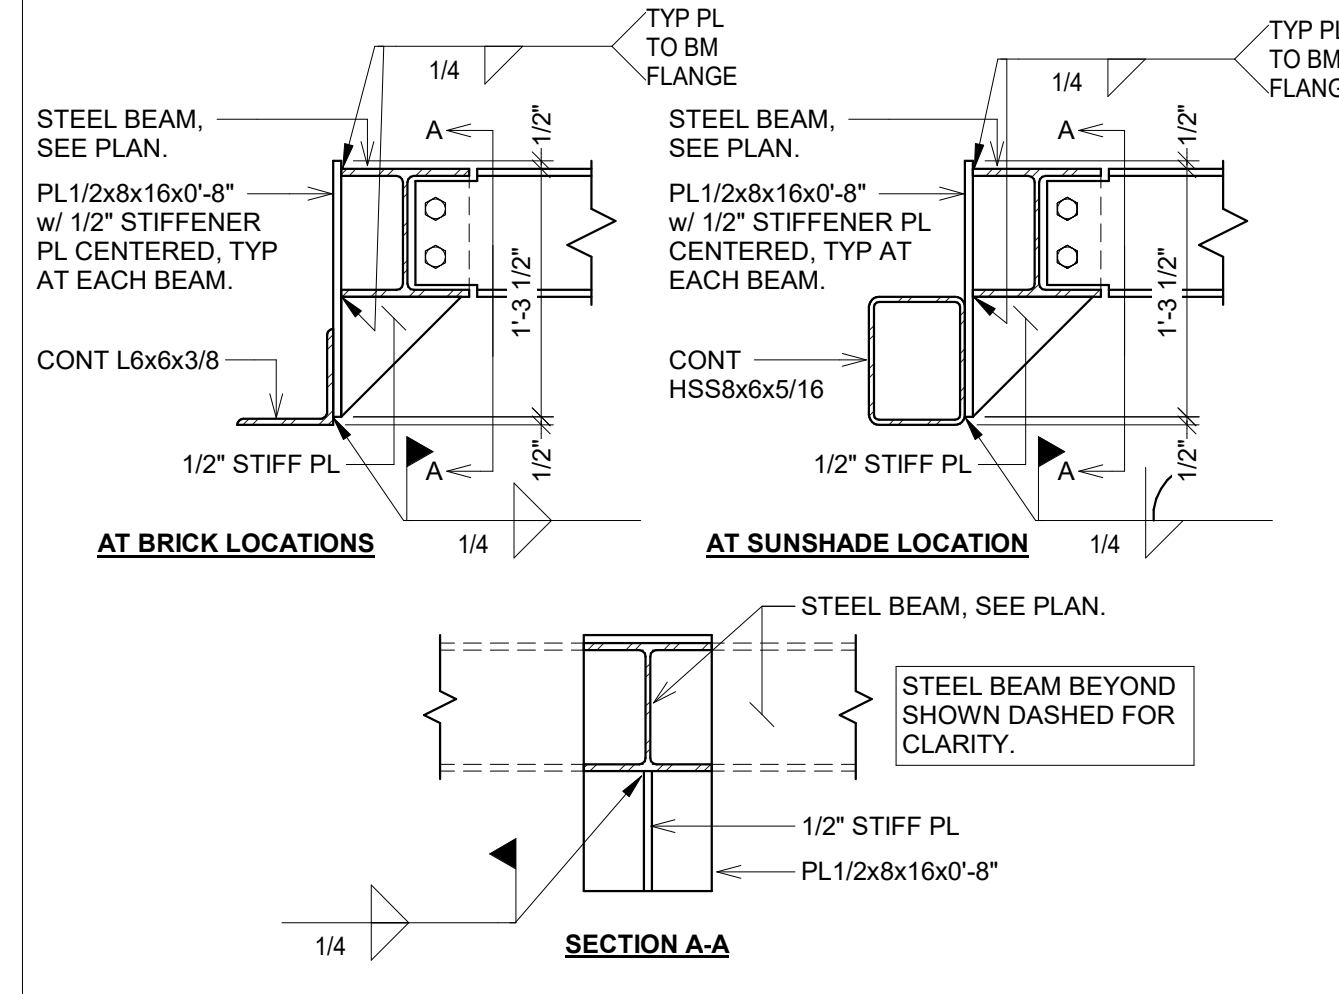 TYP PL
TO BM
FLANGE
1/4
STEEL BEAM,
SEE PLAN.
A
1/2"
PL1/2x8x16x0'-8"
w/ 1/2" STIFFENER
PL CENTERED, TYP
AT EACH BEAM.
1'-3 1/2"
CONT L6x6x3/8
1/2" STIFF PL
A
1/2"
AT BRICK LOCATIONS
1/4
TYP PL
TO BM
FLANG
1/4
STEEL BEAM,
SEE PLAN.
A
1/2"
PL1/2x8x16x0'-8"
w/ 1/2" STIFFENER PL
CENTERED, TYP AT
EACH BEAM.
1'-3 1/2"
CONT
HSS8x6x5/16
1/2" STIFF PL
A
1/2"
AT SUNSHADE LOCATION
1/4
STEEL BEAM, SEE PLAN.
STEEL BEAM BEYOND
SHOWN DASHED FOR
CLARITY.
1/2" STIFF PL
PL1/2x8x16x0'-8"
1/4
SECTION A-A